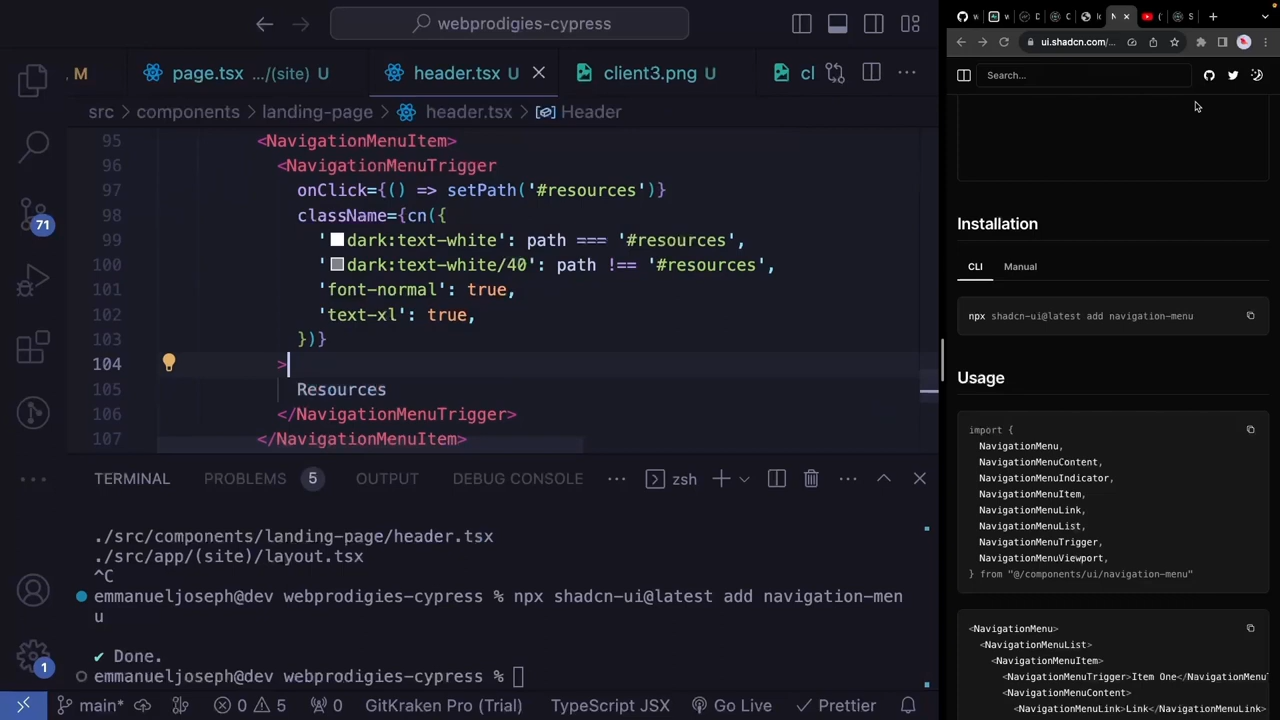 webprodigies-cypress
M
page.tsx .../(site) U
header.tsx U
client3.png U
cl
src components landing-page header.tsx Header
95 <NavigationMenuItem>
96 <NavigationMenuTrigger
97 onClick={() => setPath('#resources')}
98 className={cn({
99 'dark:text-white': path === '#resources',
100 'dark:text-white/40': path !== '#resources',
101 'font-normal': true,
102 'text-xl': true,
103 })}
104 >
105 Resources
106 </NavigationMenuTrigger>
107 </NavigationMenuItem>
71
1
TERMINAL PROBLEMS 5 OUTPUT DEBUG CONSOLE ... zsh
./src/components/landing-page/header.tsx
./src/app/(site)/layout.tsx
^C
emmanueljoseph@dev webprodigies-cypress % npx shadcn-ui@latest add navigation-men
u
✔ Done.
emmanueljoseph@dev webprodigies-cypress %
main* 0 5 0 GitKraken Pro (Trial) TypeScript JSX Go Live Prettier
ui.shadcn.com/...
Search...
Installation
CLI Manual
npx shadcn-ui@latest add navigation-menu
Usage
import {
NavigationMenu,
NavigationMenuContent,
NavigationMenuIndicator,
NavigationMenuItem,
NavigationMenuLink,
NavigationMenuList,
NavigationMenuTrigger,
NavigationMenuViewport,
} from "@/components/ui/navigation-menu"
<NavigationMenu>
<NavigationMenuList>
<NavigationMenuItem>
<NavigationMenuTrigger>Item One</NavigationMenuT
<NavigationMenuContent>
<NavigationMenuLink>Link</NavigationMenuLink>